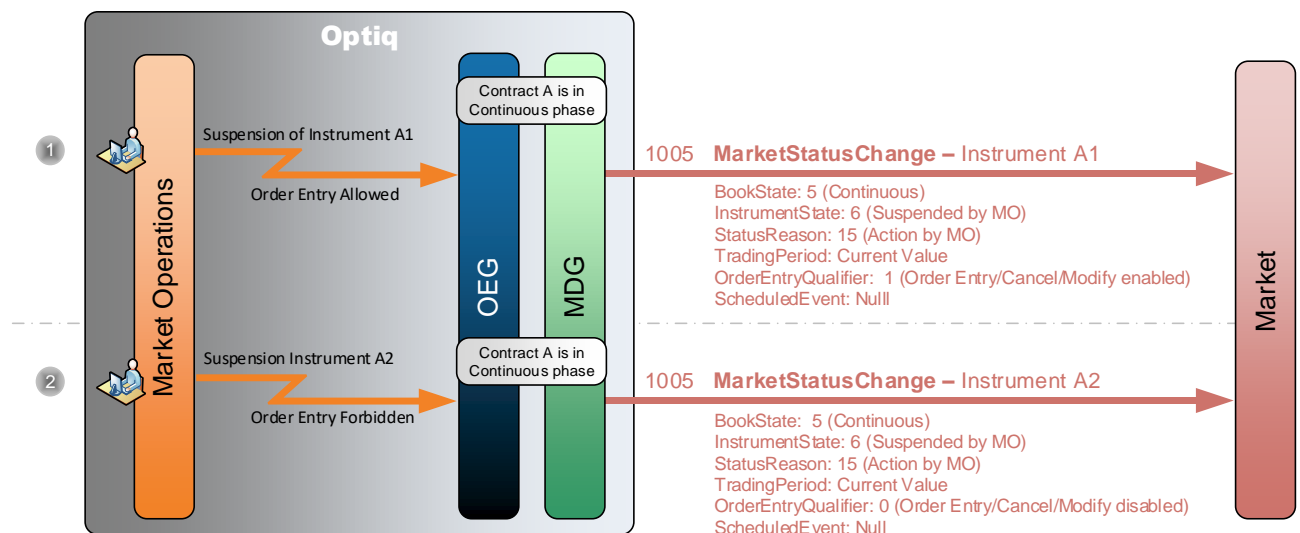 Optiq
Contract A is in
Continuous phase
1
Suspension of Instrument A1
Order Entry Allowed
1005 MarketStatusChange – Instrument A1
BookState: 5 (Continuous)
InstrumentState: 6 (Suspended by MO)
StatusReason: 15 (Action by MO)
TradingPeriod: Current Value
OrderEntryQualifier: 1 (Order Entry/Cancel/Modify enabled)
ScheduledEvent: Nulll
Market Operations
OEG
MDG
Market
Contract A is in
Continuous phase
2
Suspension Instrument A2
Order Entry Forbidden
1005 MarketStatusChange – Instrument A2
BookState: 5 (Continuous)
InstrumentState: 6 (Suspended by MO)
StatusReason: 15 (Action by MO)
TradingPeriod: Current Value
OrderEntryQualifier: 0 (Order Entry/Cancel/Modify disabled)
ScheduledEvent: Null